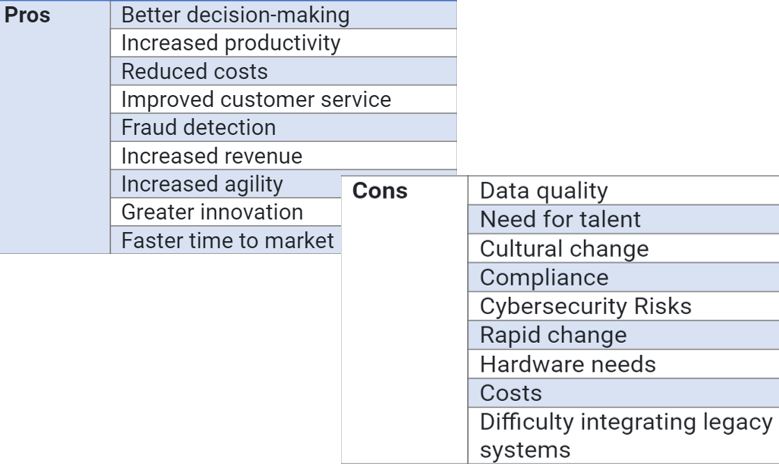 Pros
Better decision-making
Increased productivity
Reduced costs
Improved customer service
Fraud detection
Increased revenue
Increased agility
Greater innovation
Faster time to market
Cons
Data quality
Need for talent
Cultural change
Compliance
Cybersecurity Risks
Rapid change
Hardware needs
Costs
Difficulty integrating legacy
systems